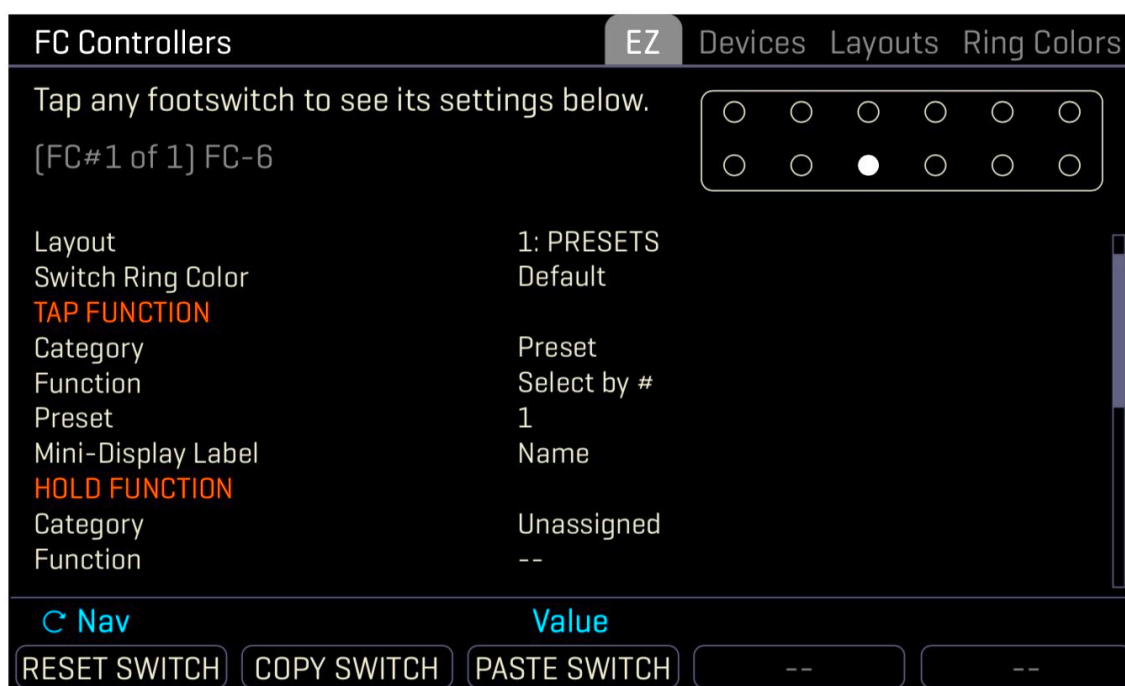 FC Controllers EZ Devices Layouts Ring Colors
Tap any footswitch to see its settings below.
(FC#1 of 1) FC-6
Layout 1: PRESETS
Switch Ring Color Default
TAP FUNCTION
Category Preset
Function Select by #
Preset 1
Mini-Display Label Name
HOLD FUNCTION
Category Unassigned
Function --
Nav Value
RESET SWITCH COPY SWITCH PASTE SWITCH -- --